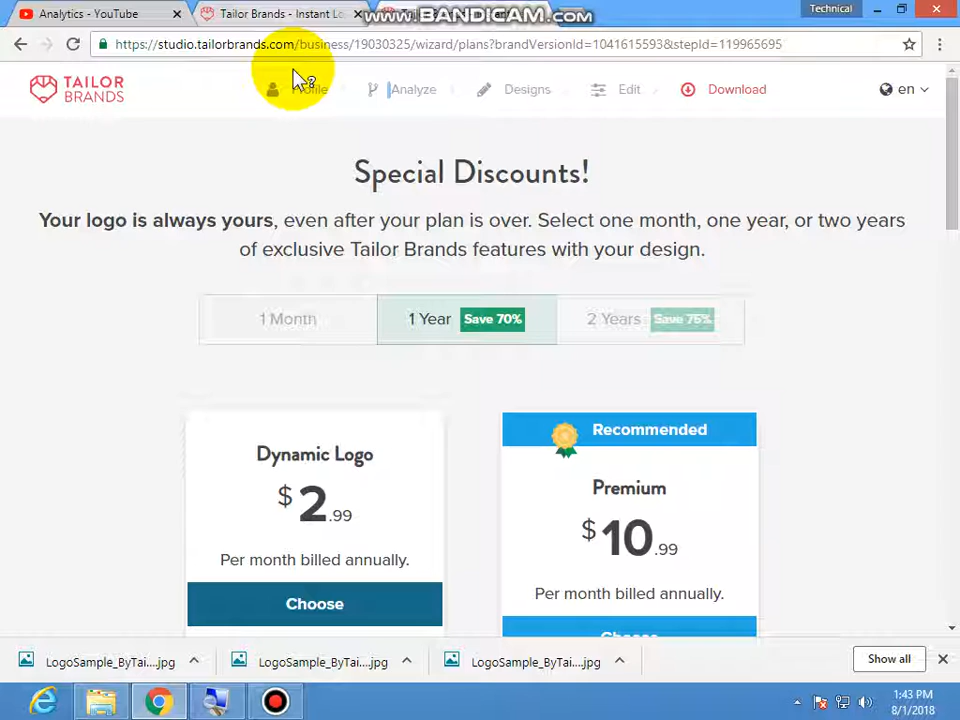 Analytics - YouTube
Tailor Brands - Instant Lo
www.BANDICAM.com
Technical
https://studio.tailorbrands.com/business/19030325/wizard/plans?brandVersionId=1041615593&stepId=119965695
TAILOR
BRANDS
Profile
Analyze
Designs
Edit
Download
en
Special Discounts!
Your logo is always yours, even after your plan is over. Select one month, one year, or two years
of exclusive Tailor Brands features with your design.
1 Month
1 Year Save 70%
2 Years Save 75%
Dynamic Logo
$2.99
Per month billed annually.
Choose
Recommended
Premium
$10.99
Per month billed annually.
Choose
LogoSample_ByTai....jpg
LogoSample_ByTai....jpg
LogoSample_ByTai....jpg
Show all
1:43 PM
8/1/2018